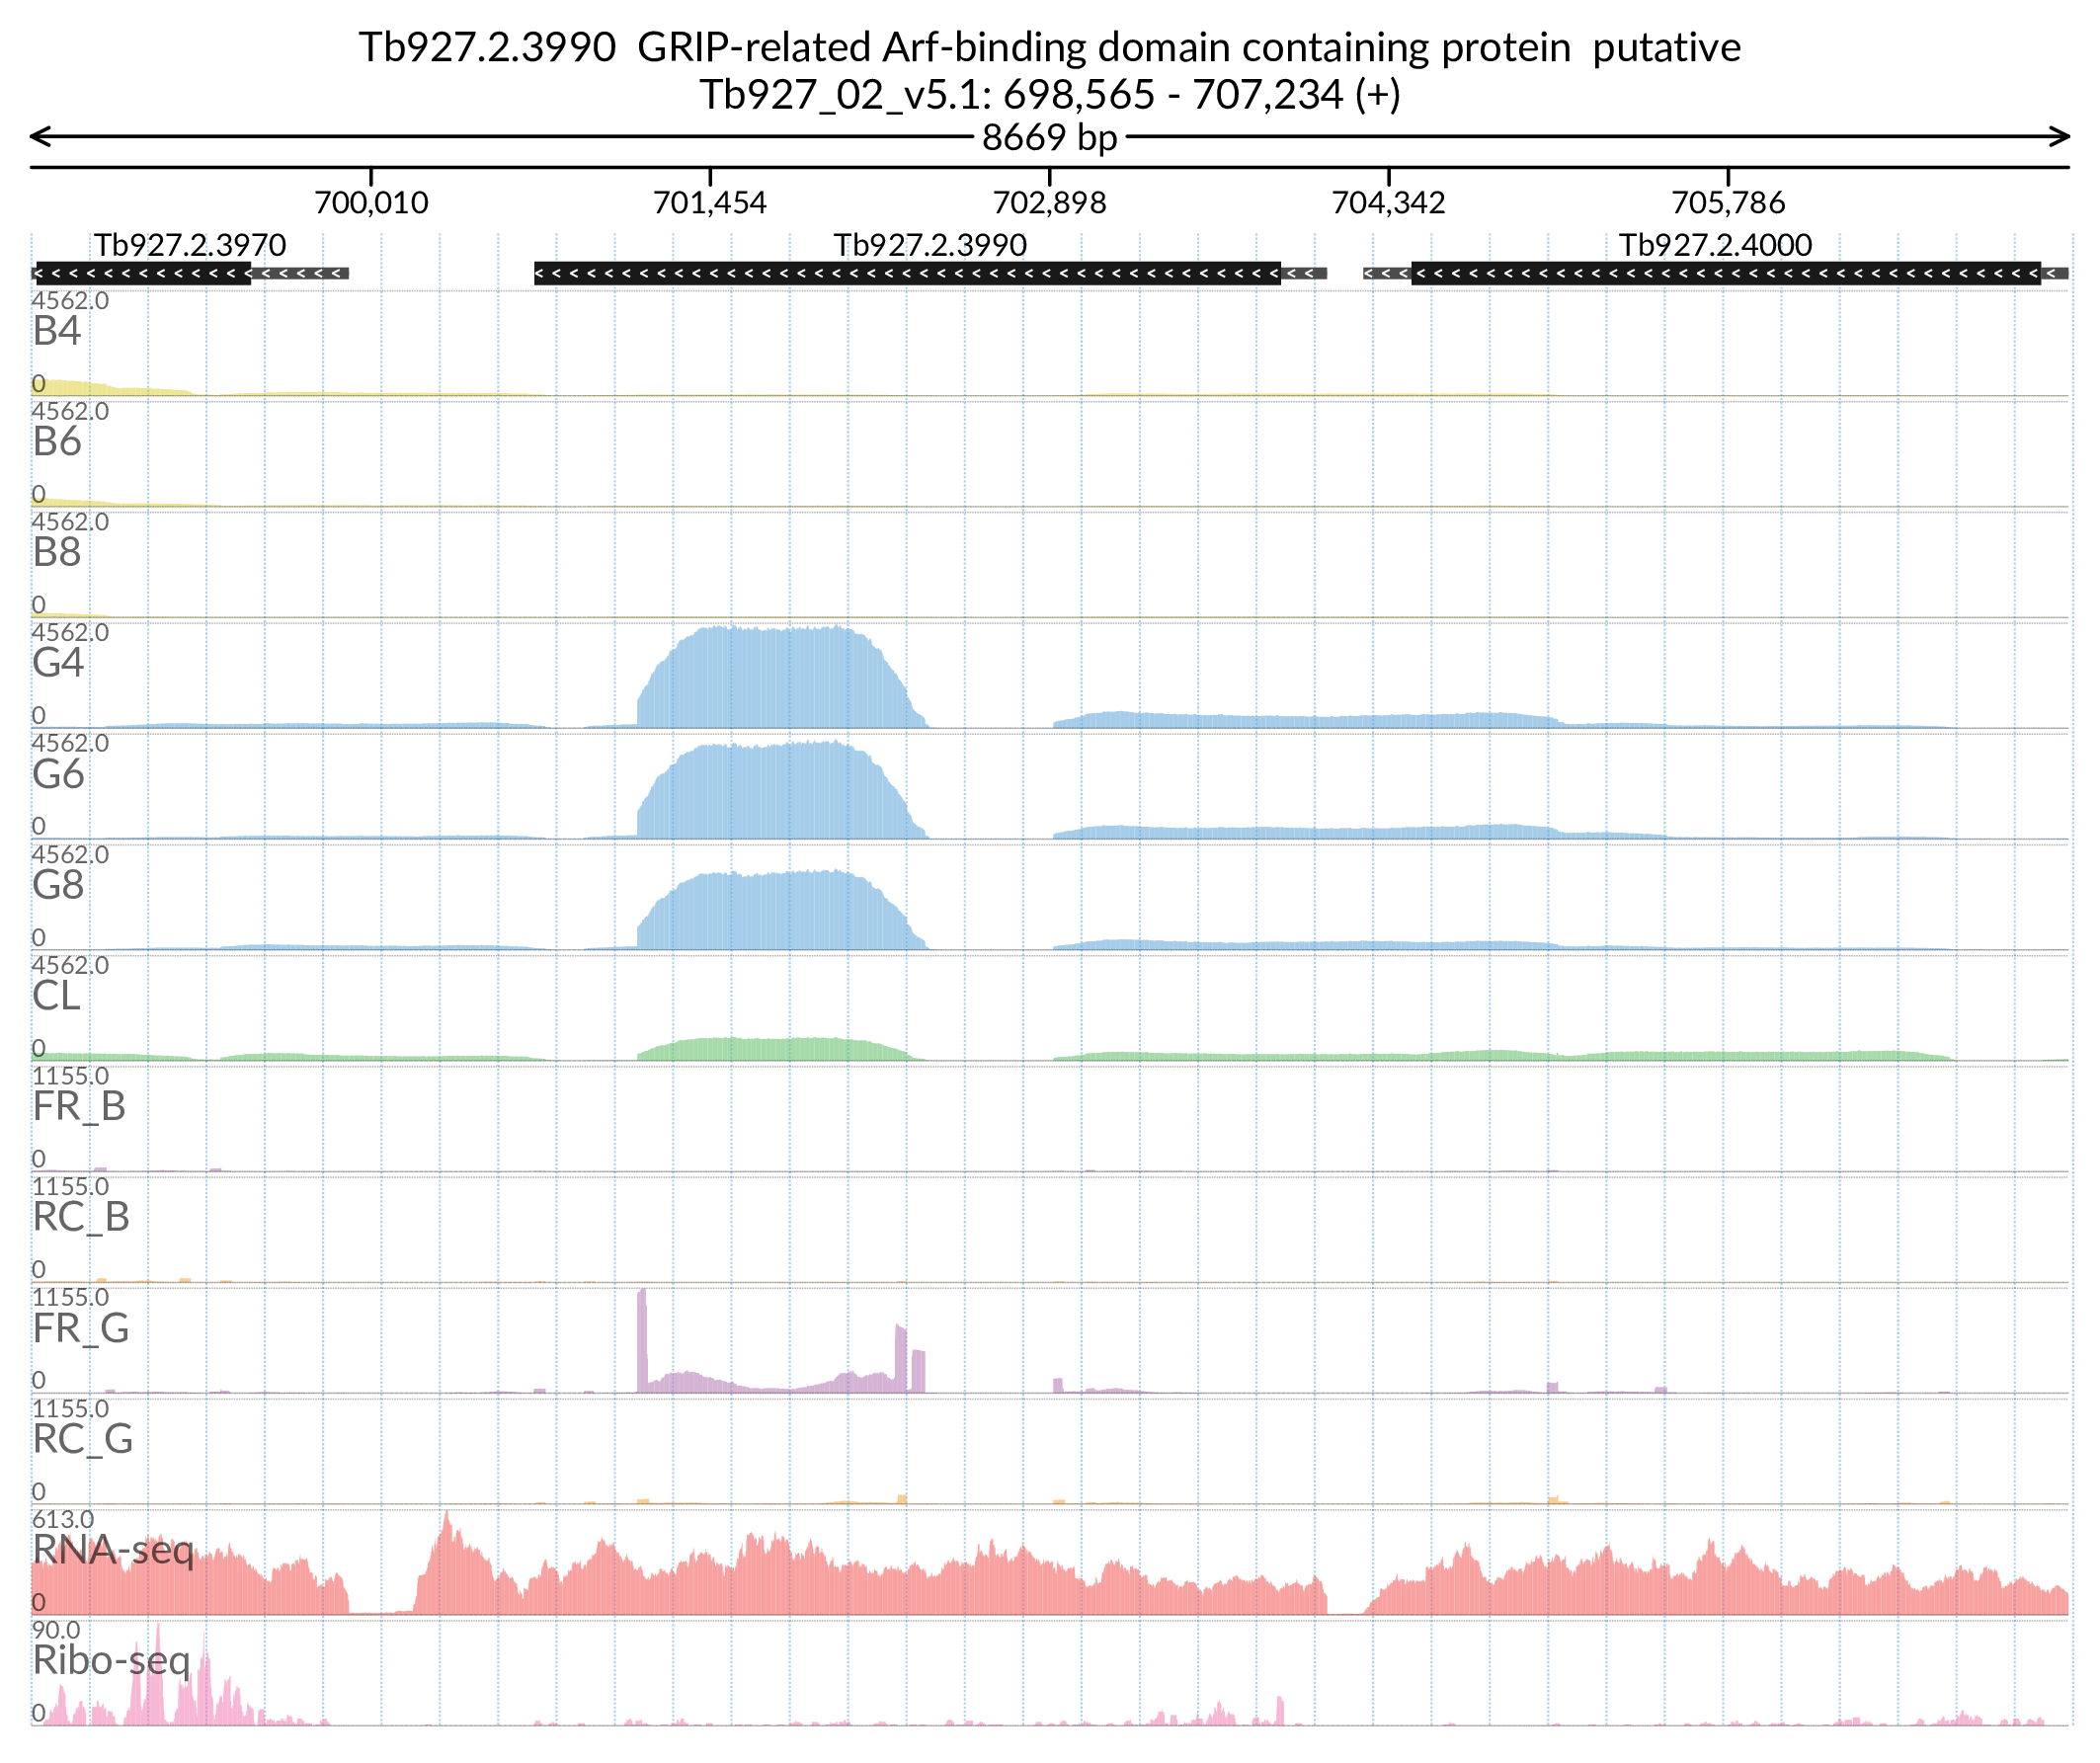 Tb927.2.3990  GRIP-related Arf-binding domain containing protein  putative
Tb927_02_v5.1: 698,565 - 707,234 (+)
8669 bp
700,010 701,454 702,898 704,342 705,786
Tb927.2.3970 Tb927.2.3990 Tb927.2.4000
4562.0
B4
0
4562.0
B6
0
4562.0
B8
0
4562.0
G4
0
4562.0
G6
0
4562.0
G8
0
4562.0
CL
0
1155.0
FR_B
0
1155.0
RC_B
0
1155.0
FR_G
0
1155.0
RC_G
0
613.0
RNA-seq
0
90.0
Ribo-seq
0